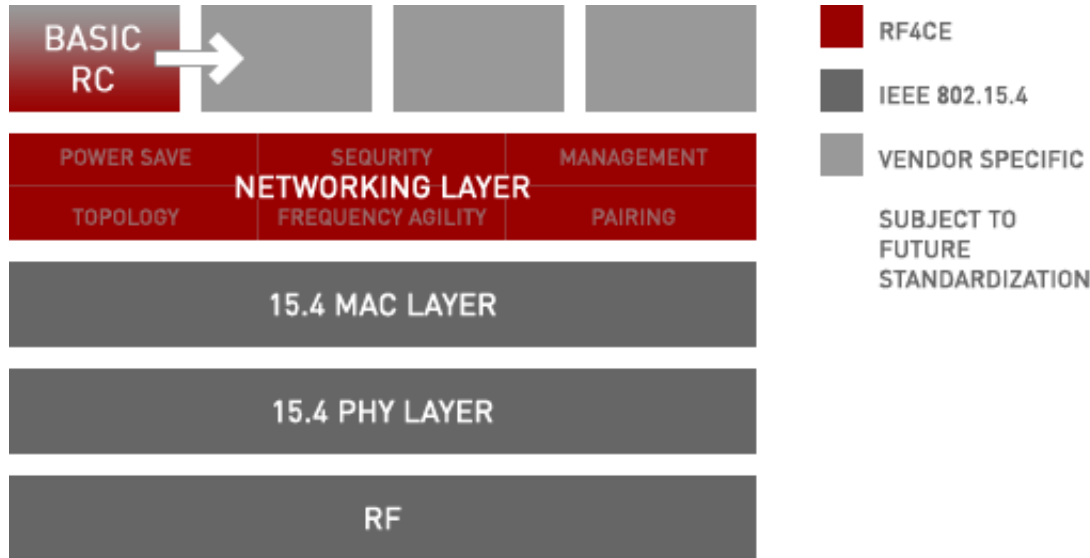 BASIC
RC
POWER SAVE
SEQURITY
MANAGEMENT
NETWORKING LAYER
TOPOLOGY
FREQUENCY AGILITY
PAIRING
15.4 MAC LAYER
15.4 PHY LAYER
RF
RF4CE
IEEE 802.15.4
VENDOR SPECIFIC
SUBJECT TO
FUTURE
STANDARDIZATION